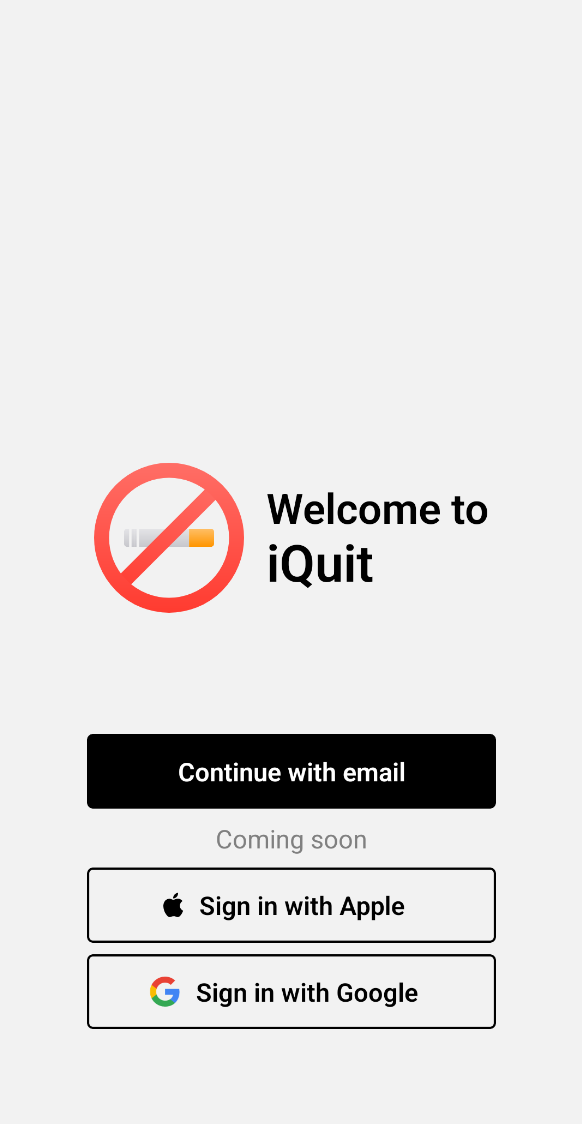 Welcome to
iQuit
Continue with email
Coming soon
Sign in with Apple
Sign in with Google